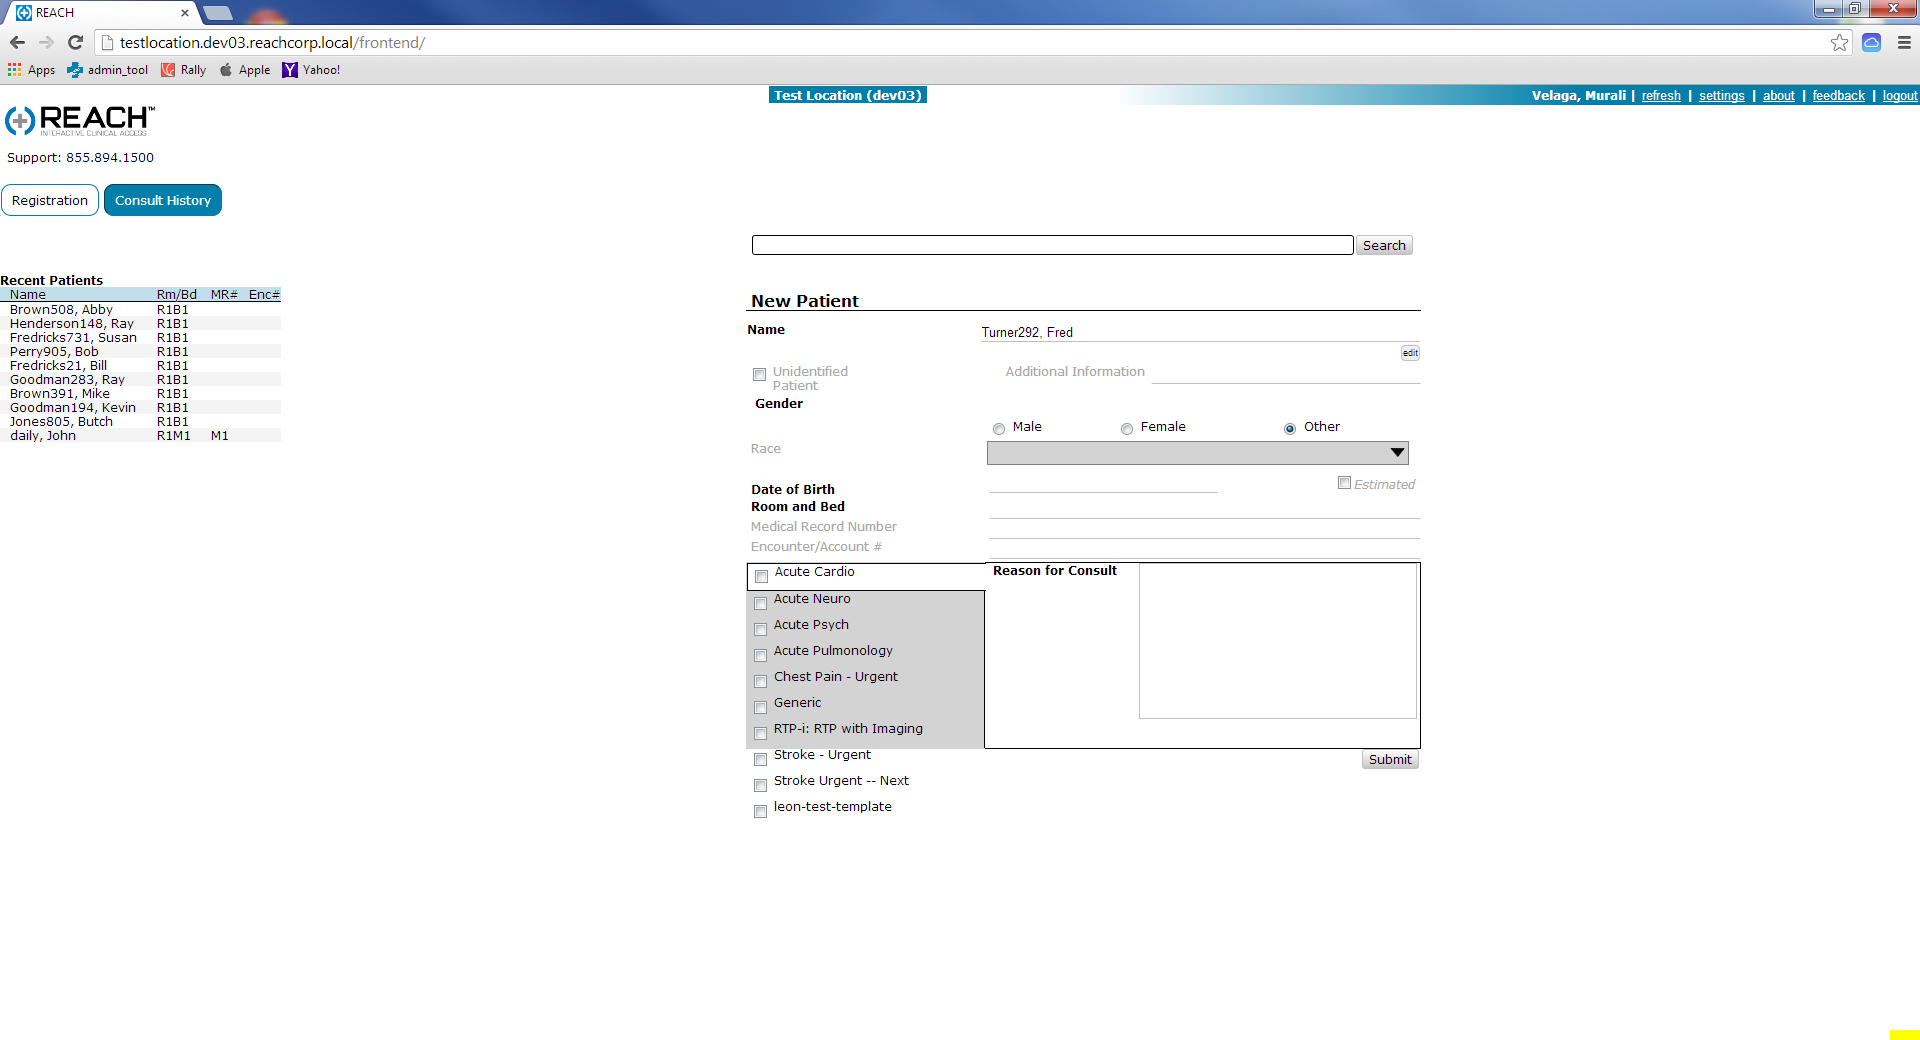 REACH
testlocation.dev03.reachcorp.local/frontend/
Apps admin_tool Rally Apple Yahoo!
Test Location (dev03)
Velaga, Murali | refresh | settings | about | feedback | logout
REACH™
INTERACTIVE CLINICAL ACCESS
Support: 855.894.1500
Registration Consult History
Search
Recent Patients
Name Rm/Bd MR# Enc#
Brown508, Abby R1B1
Henderson148, Ray R1B1
Fredricks731, Susan R1B1
Perry905, Bob R1B1
Fredricks21, Bill R1B1
Goodman283, Ray R1B1
Brown391, Mike R1B1
Goodman194, Kevin R1B1
Jones805, Butch R1B1
daily, John R1M1 M1
New Patient
Name Turner292, Fred
edit
Unidentified Patient Additional Information
Gender
Male Female Other
Race
Date of Birth Estimated
Room and Bed
Medical Record Number
Encounter/Account #
Acute Cardio
Acute Neuro
Acute Psych
Acute Pulmonology
Chest Pain - Urgent
Generic
RTP-i: RTP with Imaging
Stroke - Urgent
Stroke Urgent -- Next
leon-test-template
Reason for Consult
Submit